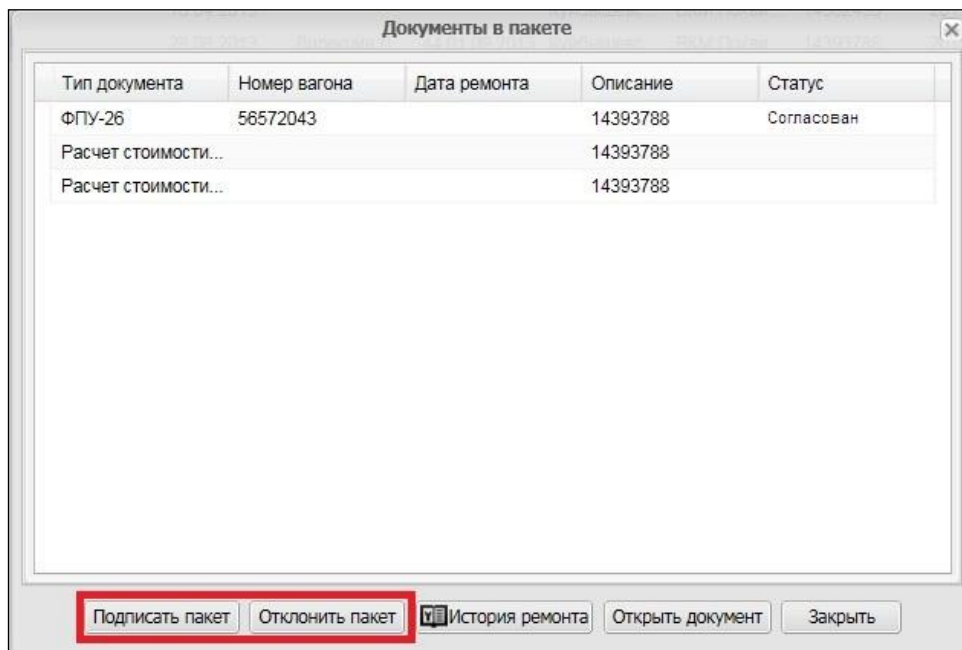 Документы в пакете
Тип документа Номер вагона Дата ремонта Описание Статус
ФПУ-26 56572043 14393788 Согласован
Расчет стоимости... 14393788
Расчет стоимости... 14393788
Подписать пакет Отклонить пакет История ремонта Открыть документ Закрыть